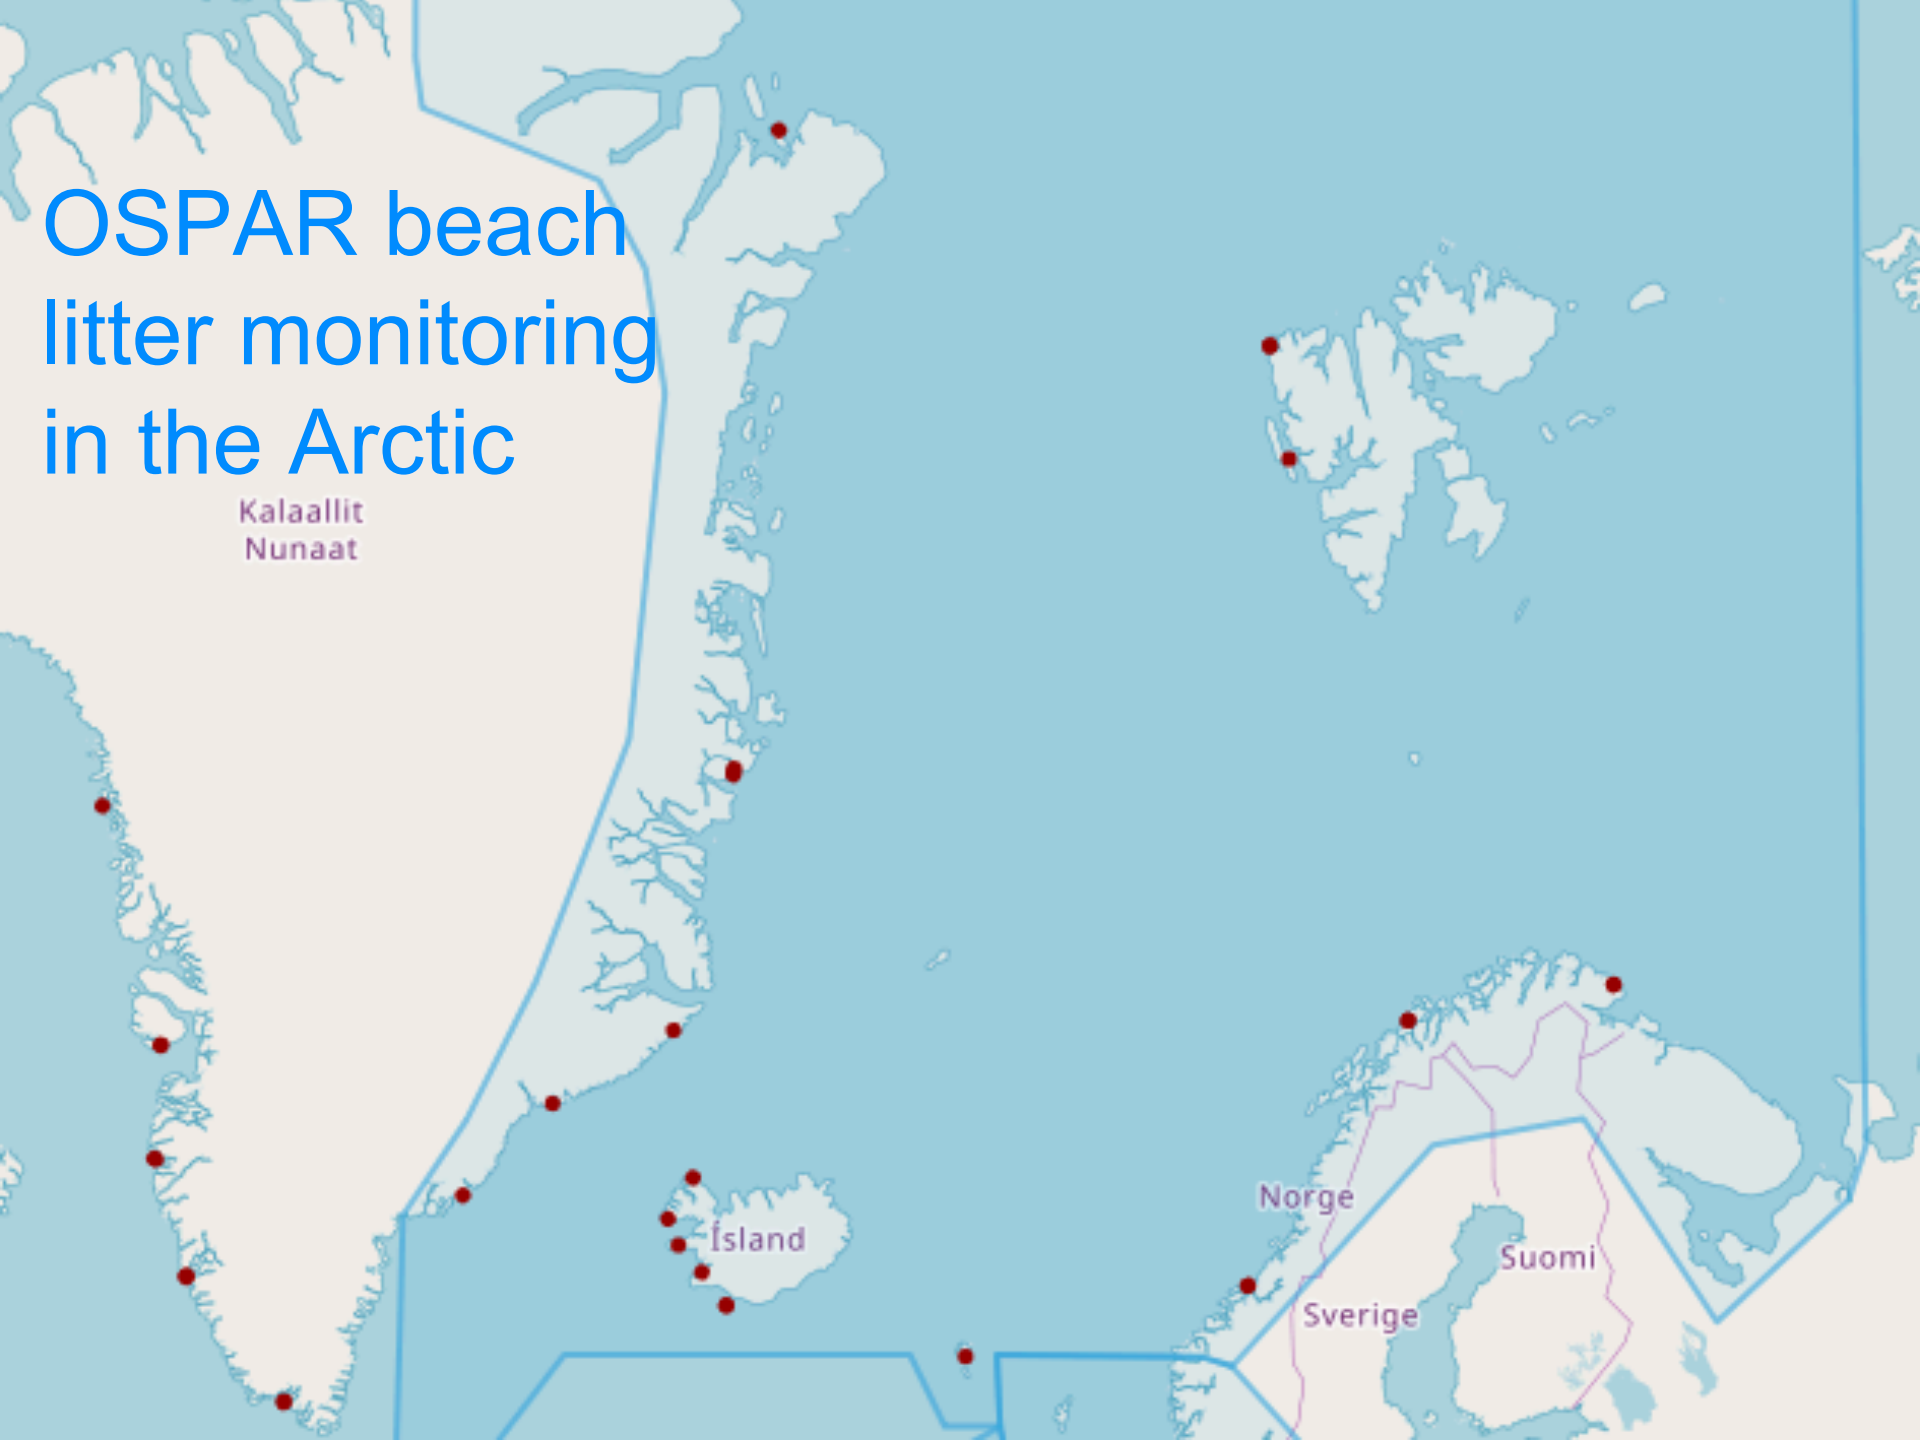 OSPAR beach
litter monitoring
in the Arctic
Kalaallit
Nunaat
Norge
Ísland
Suomi
Sverige